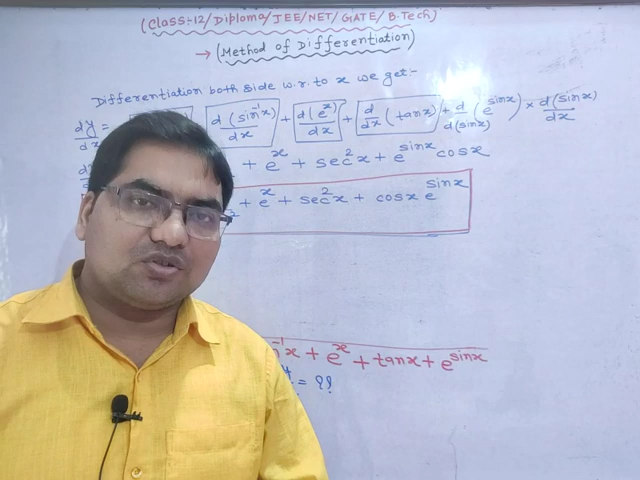 (Class:-12/Diploma/JEE/NET/GATE/B.Tech)
→ (Method of Differentiation)
Differentiation both side w.r.to x we get:-
dy/dx = d(sin⁻¹x)/dx + d(eˣ)/dx + d/dx (tanx) + d/d(sinx) (e^sinx) × d(sinx)/dx
+ eˣ + sec²x + e^sinx cosx
+ eˣ + sec²x + cosx e^sinx
x + eˣ + tanx + e^sinx
= ??